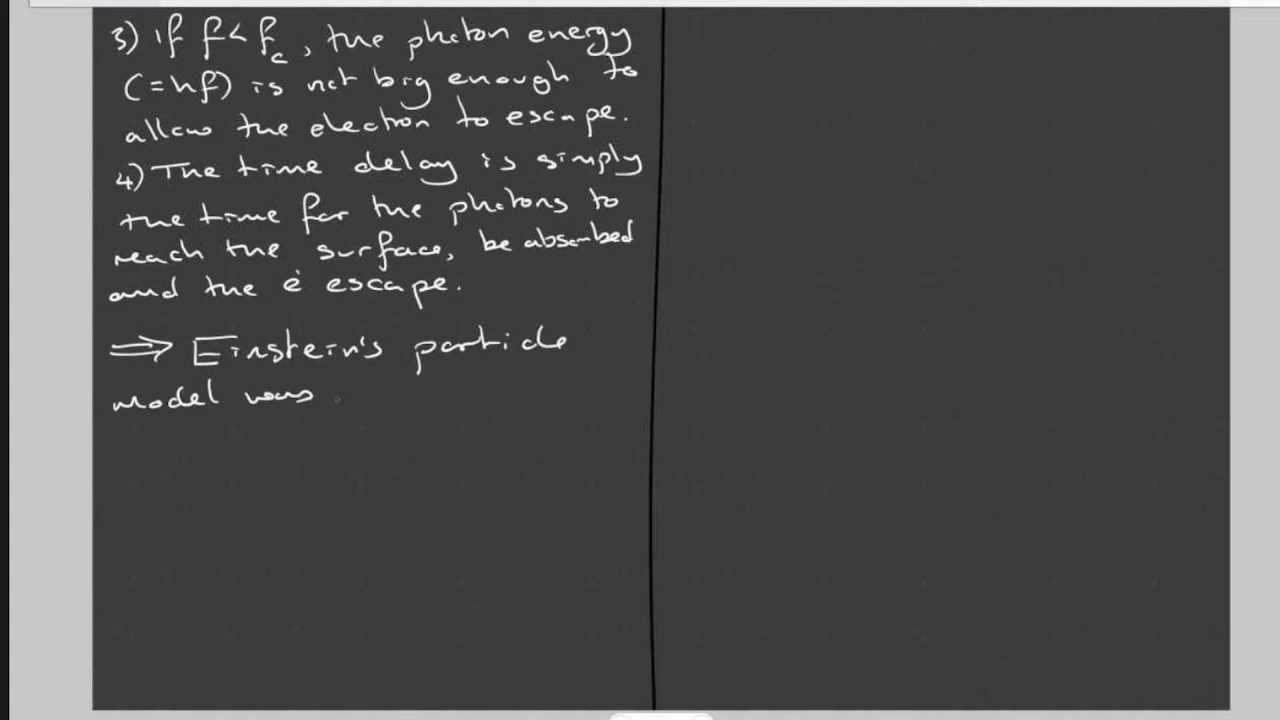 3) If f < fc, the photon energy
(=hf) is not big enough to
allow the electron to escape.
4) The time delay is simply
the time for the photons to
reach the surface, be absorbed
and the e⁻ escape.
⇒ Einstein's particle
model was